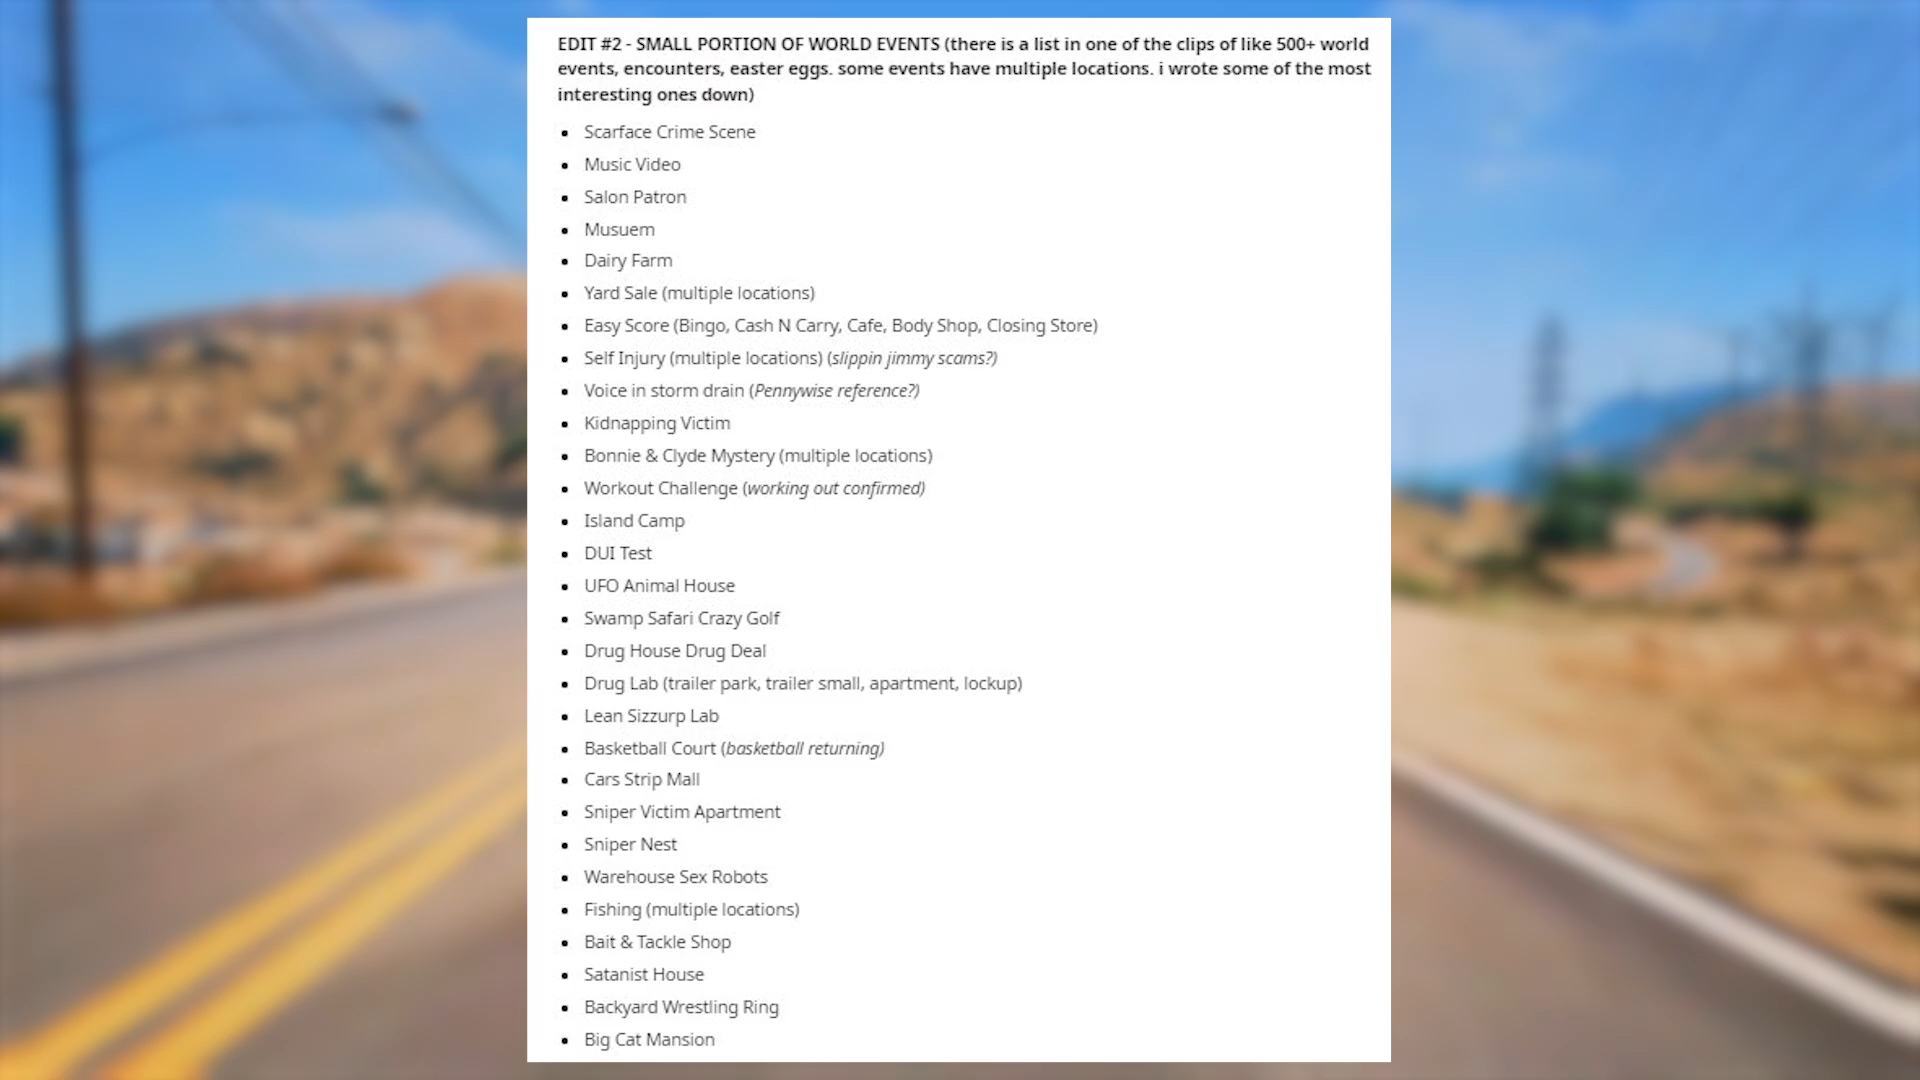 EDIT #2 - SMALL PORTION OF WORLD EVENTS (there is a list in one of the clips of like 500+ world
events, encounters, easter eggs. some events have multiple locations. i wrote some of the most
interesting ones down)
• Scarface Crime Scene
• Music Video
• Salon Patron
• Musuem
• Dairy Farm
• Yard Sale (multiple locations)
• Easy Score (Bingo, Cash N Carry, Cafe, Body Shop, Closing Store)
• Self Injury (multiple locations) (slippin jimmy scams?)
• Voice in storm drain (Pennywise reference?)
• Kidnapping Victim
• Bonnie & Clyde Mystery (multiple locations)
• Workout Challenge (working out confirmed)
• Island Camp
• DUI Test
• UFO Animal House
• Swamp Safari Crazy Golf
• Drug House Drug Deal
• Drug Lab (trailer park, trailer small, apartment, lockup)
• Lean Sizzurp Lab
• Basketball Court (basketball returning)
• Cars Strip Mall
• Sniper Victim Apartment
• Sniper Nest
• Warehouse Sex Robots
• Fishing (multiple locations)
• Bait & Tackle Shop
• Satanist House
• Backyard Wrestling Ring
• Big Cat Mansion